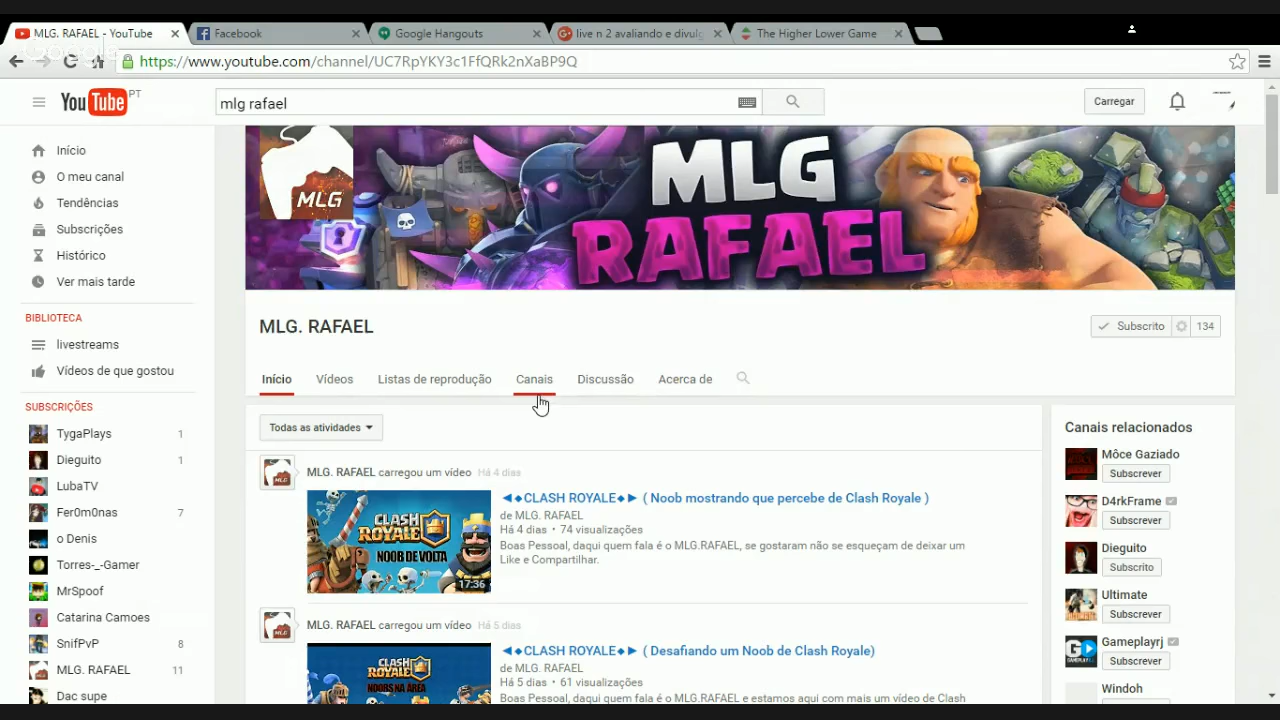 MLG. RAFAEL - YouTube
Facebook
Google Hangouts
live n 2 avaliando e divulg
The Higher Lower Game
https://www.youtube.com/channel/UC7RpYKY3c1FfQRk2nXaBP9Q
YouTube PT
mlg rafael
Carregar
Início
O meu canal
Tendências
Subscrições
Histórico
Ver mais tarde
BIBLIOTECA
livestreams
Vídeos de que gostou
SUBSCRIÇÕES
TygaPlays 1
Dieguito 1
LubaTV
Fer0m0nas 7
o Denis
Torres-_-Gamer
MrSpoof
Catarina Camoes
SnifPvP 8
MLG. RAFAEL 11
Dac supe
MLG
MLG
RAFAEL
MLG. RAFAEL
Subscrito 134
Início Vídeos Listas de reprodução Canais Discussão Acerca de
Todas as atividades
MLG. RAFAEL carregou um vídeo Há 4 dias
CLASH
ROYALE
NOOB DE VOLTA
17:36
◄◆CLASH ROYALE◆► ( Noob mostrando que percebe de Clash Royale )
de MLG. RAFAEL
Há 4 dias • 74 visualizações
Boas Pessoal, daqui quem fala é o MLG.RAFAEL, se gostaram não se esqueçam de deixar um
Like e Compartilhar.
MLG. RAFAEL carregou um vídeo Há 5 dias
CLASH
ROYALE
NOOBS NA ÁREA
◄◆CLASH ROYALE◆► ( Desafiando um Noob de Clash Royale)
de MLG. RAFAEL
Há 5 dias • 61 visualizações
Boas Pessoal, daqui quem fala é o MLG.RAFAEL e estamos aqui com mais um vídeo de Clash
Canais relacionados
Môce Gaziado
Subscrever
D4rkFrame
Subscrever
Dieguito
Subscrito
Ultimate
Subscrever
Gameplayrj
Subscrever
Windoh